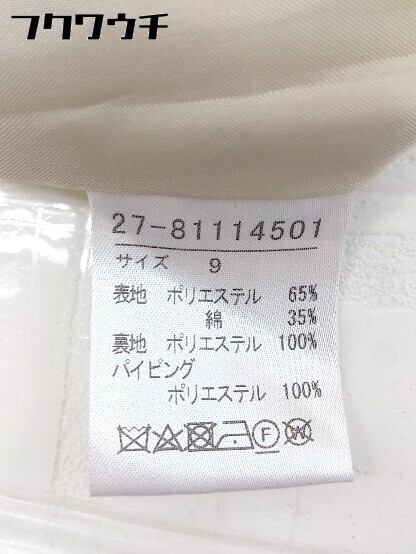 フクワウチ
27-81114501
サイズ 9
表地 ポリエステル 65%
綿 35%
裏地 ポリエステル 100%
パイピング
ポリエステル 100%
F W